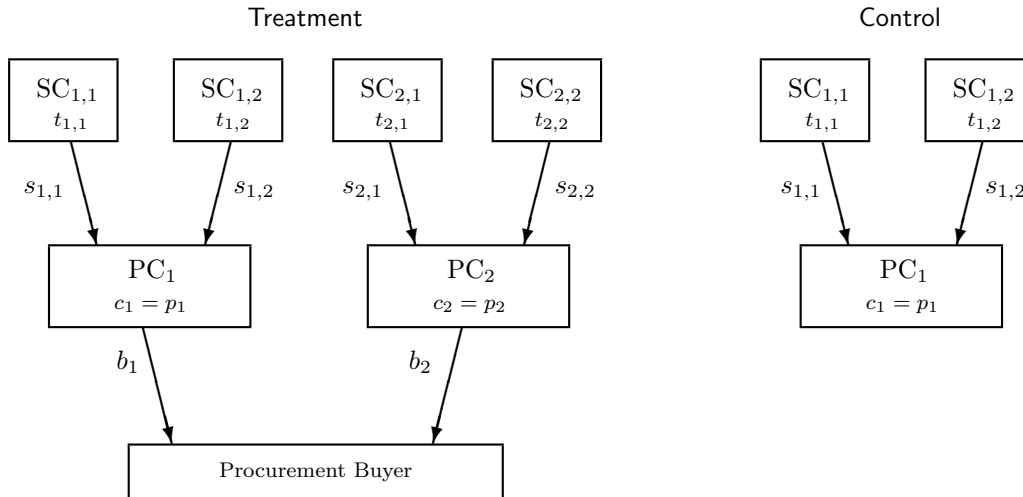 Treatment Control
SC1,1 SC1,2 SC2,1 SC2,2 SC1,1 SC1,2
t1,1 t1,2 t2,1 t2,2 t1,1 t1,2
s1,1 s1,2 s2,1 s2,2 s1,1 s1,2
PC1 PC2 PC1
c1 = p1 c2 = p2 c1 = p1
b1 b2
Procurement Buyer